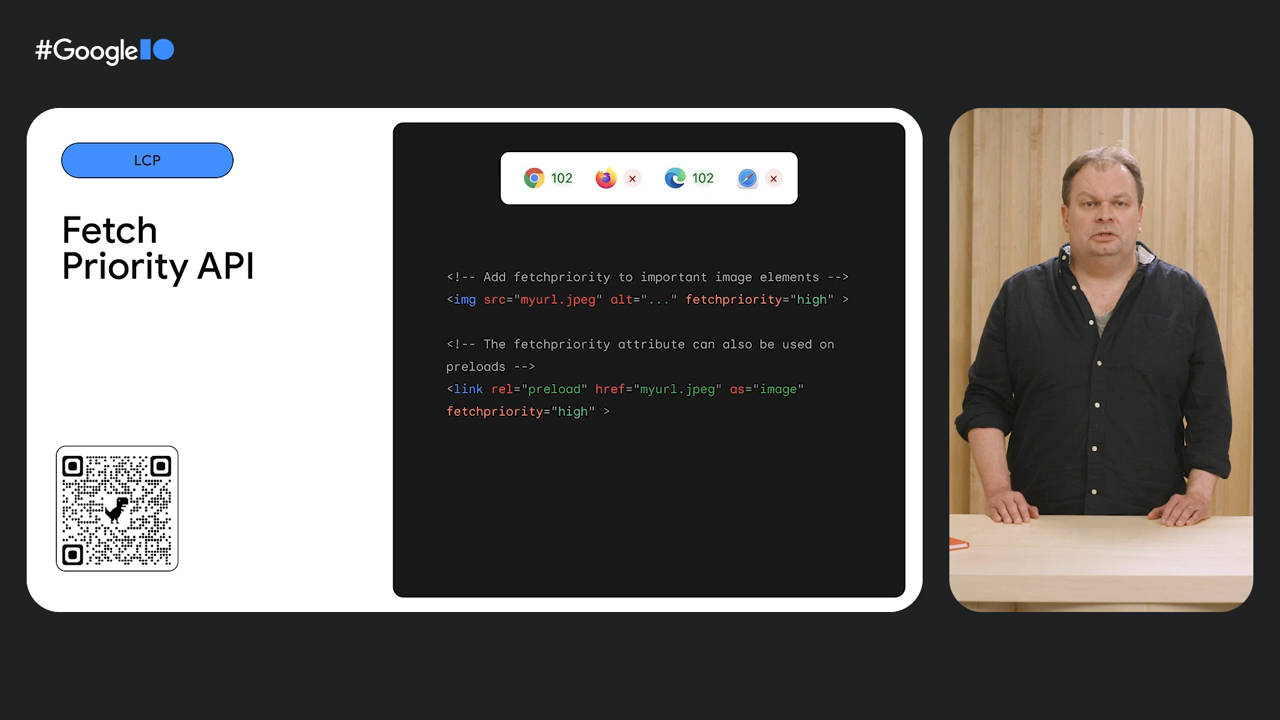 #Google IO
LCP
Fetch
Priority API
102 × 102 ×
<!-- Add fetchpriority to important image elements -->
<img src="myurl.jpeg" alt="..." fetchpriority="high" >
<!-- The fetchpriority attribute can also be used on
preloads -->
<link rel="preload" href="myurl.jpeg" as="image"
fetchpriority="high" >